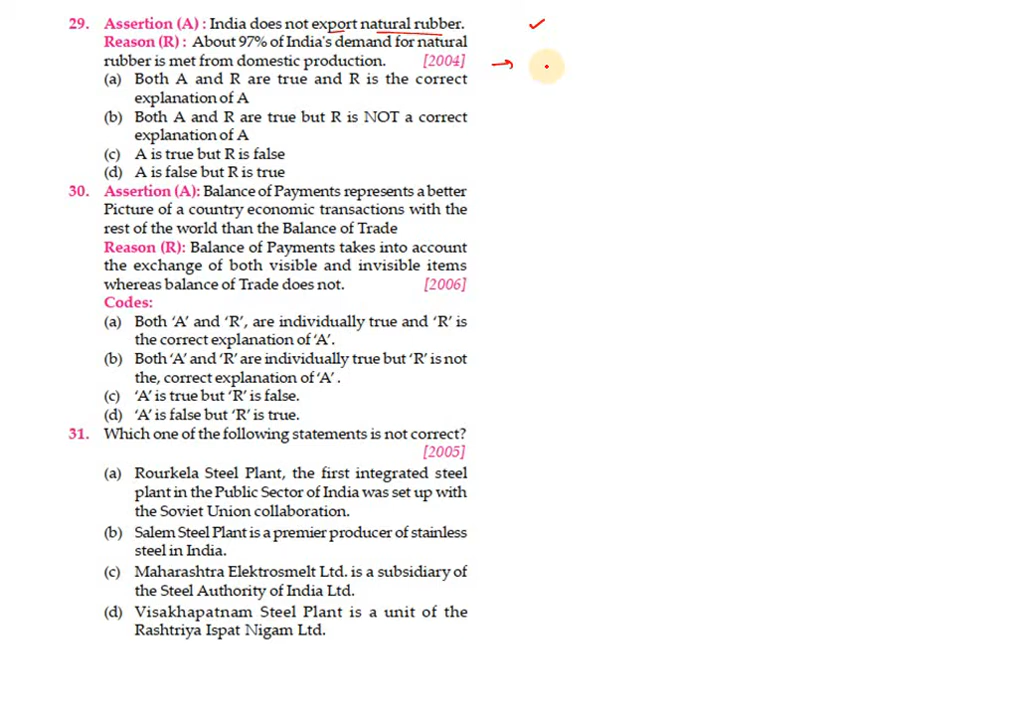 29. Assertion (A) : India does not export natural rubber.
Reason (R) : About 97% of India's demand for natural
rubber is met from domestic production. [2004]
(a) Both A and R are true and R is the correct
explanation of A
(b) Both A and R are true but R is NOT a correct
explanation of A
(c) A is true but R is false
(d) A is false but R is true
30. Assertion (A): Balance of Payments represents a better
Picture of a country economic transactions with the
rest of the world than the Balance of Trade
Reason (R): Balance of Payments takes into account
the exchange of both visible and invisible items
whereas balance of Trade does not. [2006]
Codes:
(a) Both 'A' and 'R', are individually true and 'R' is
the correct explanation of 'A'.
(b) Both 'A' and 'R' are individually true but 'R' is not
the, correct explanation of 'A' .
(c) 'A' is true but 'R' is false.
(d) 'A' is false but 'R' is true.
31. Which one of the following statements is not correct?
[2005]
(a) Rourkela Steel Plant, the first integrated steel
plant in the Public Sector of India was set up with
the Soviet Union collaboration.
(b) Salem Steel Plant is a premier producer of stainless
steel in India.
(c) Maharashtra Elektrosmelt Ltd. is a subsidiary of
the Steel Authority of India Ltd.
(d) Visakhapatnam Steel Plant is a unit of the
Rashtriya Ispat Nigam Ltd.